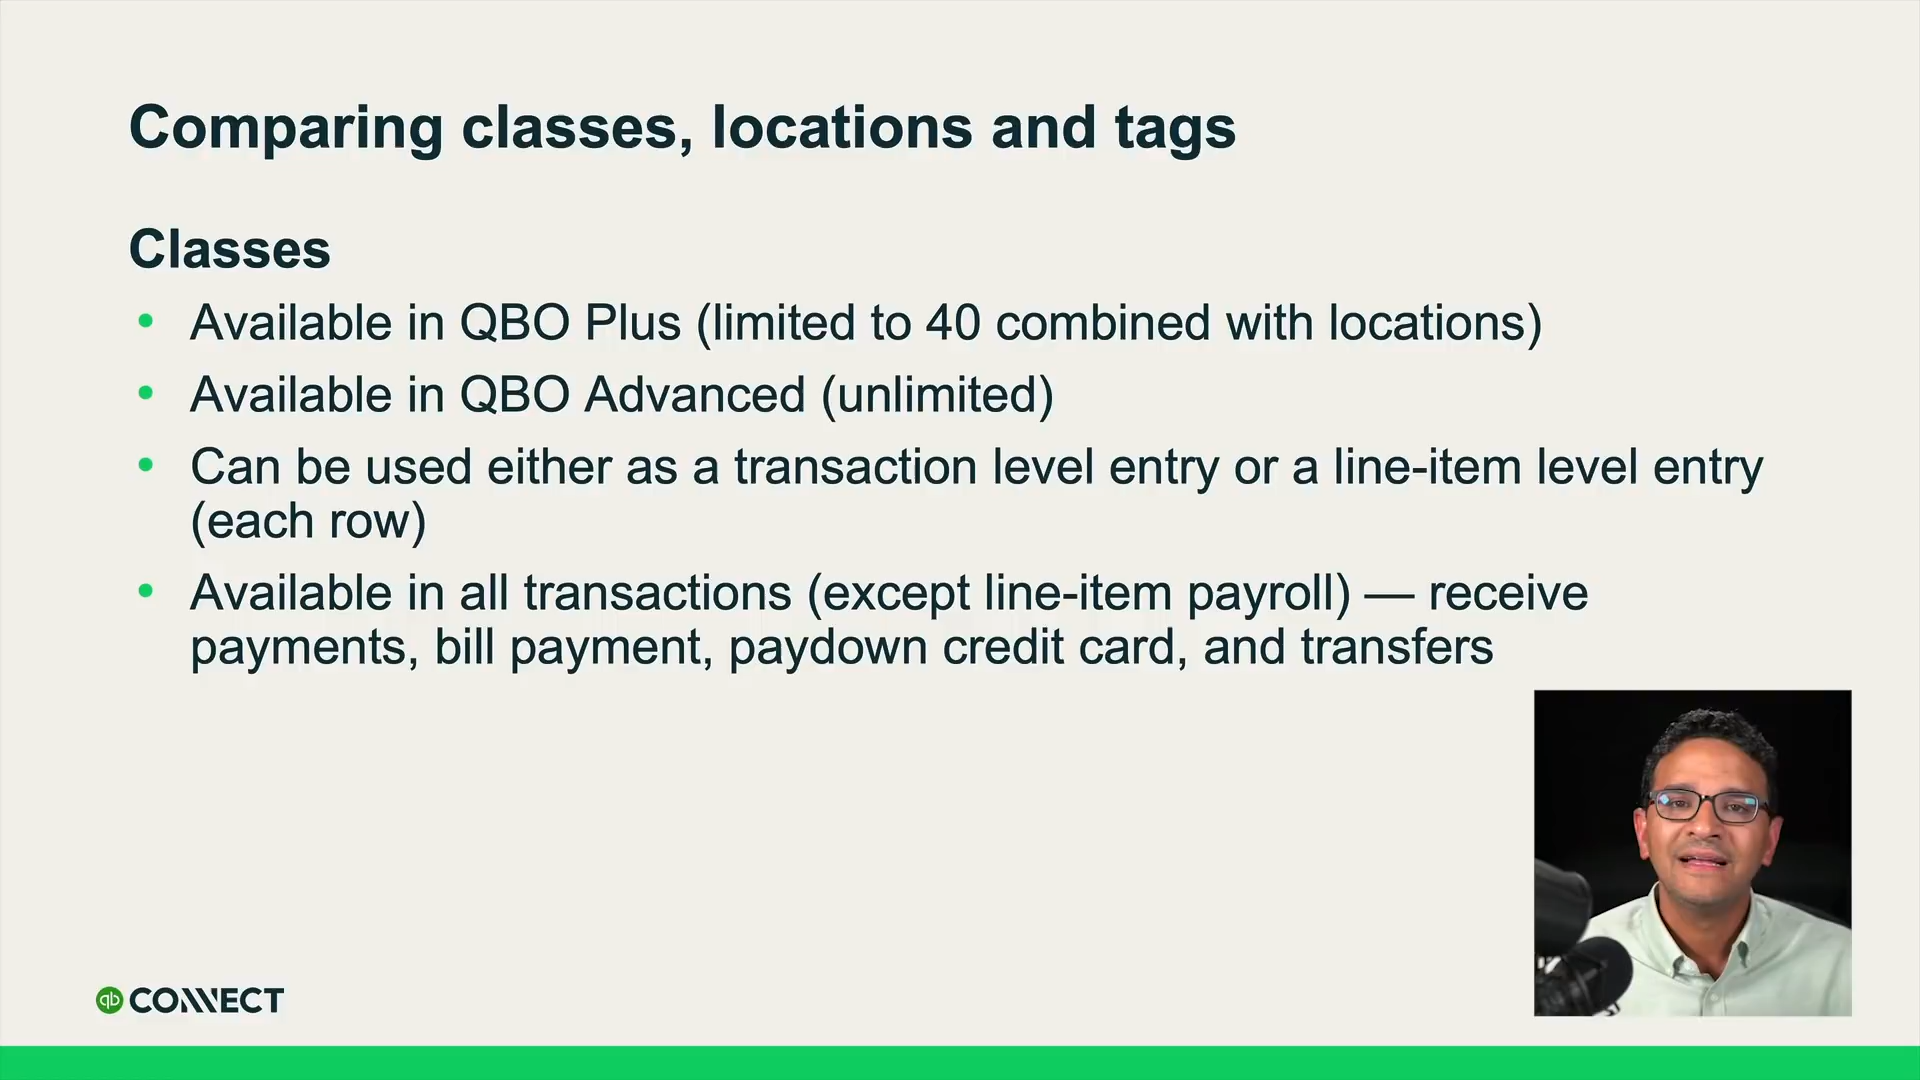 Comparing classes, locations and tags
Classes
• Available in QBO Plus (limited to 40 combined with locations)
• Available in QBO Advanced (unlimited)
• Can be used either as a transaction level entry or a line-item level entry
(each row)
• Available in all transactions (except line-item payroll) — receive
payments, bill payment, paydown credit card, and transfers
qb CONNECT